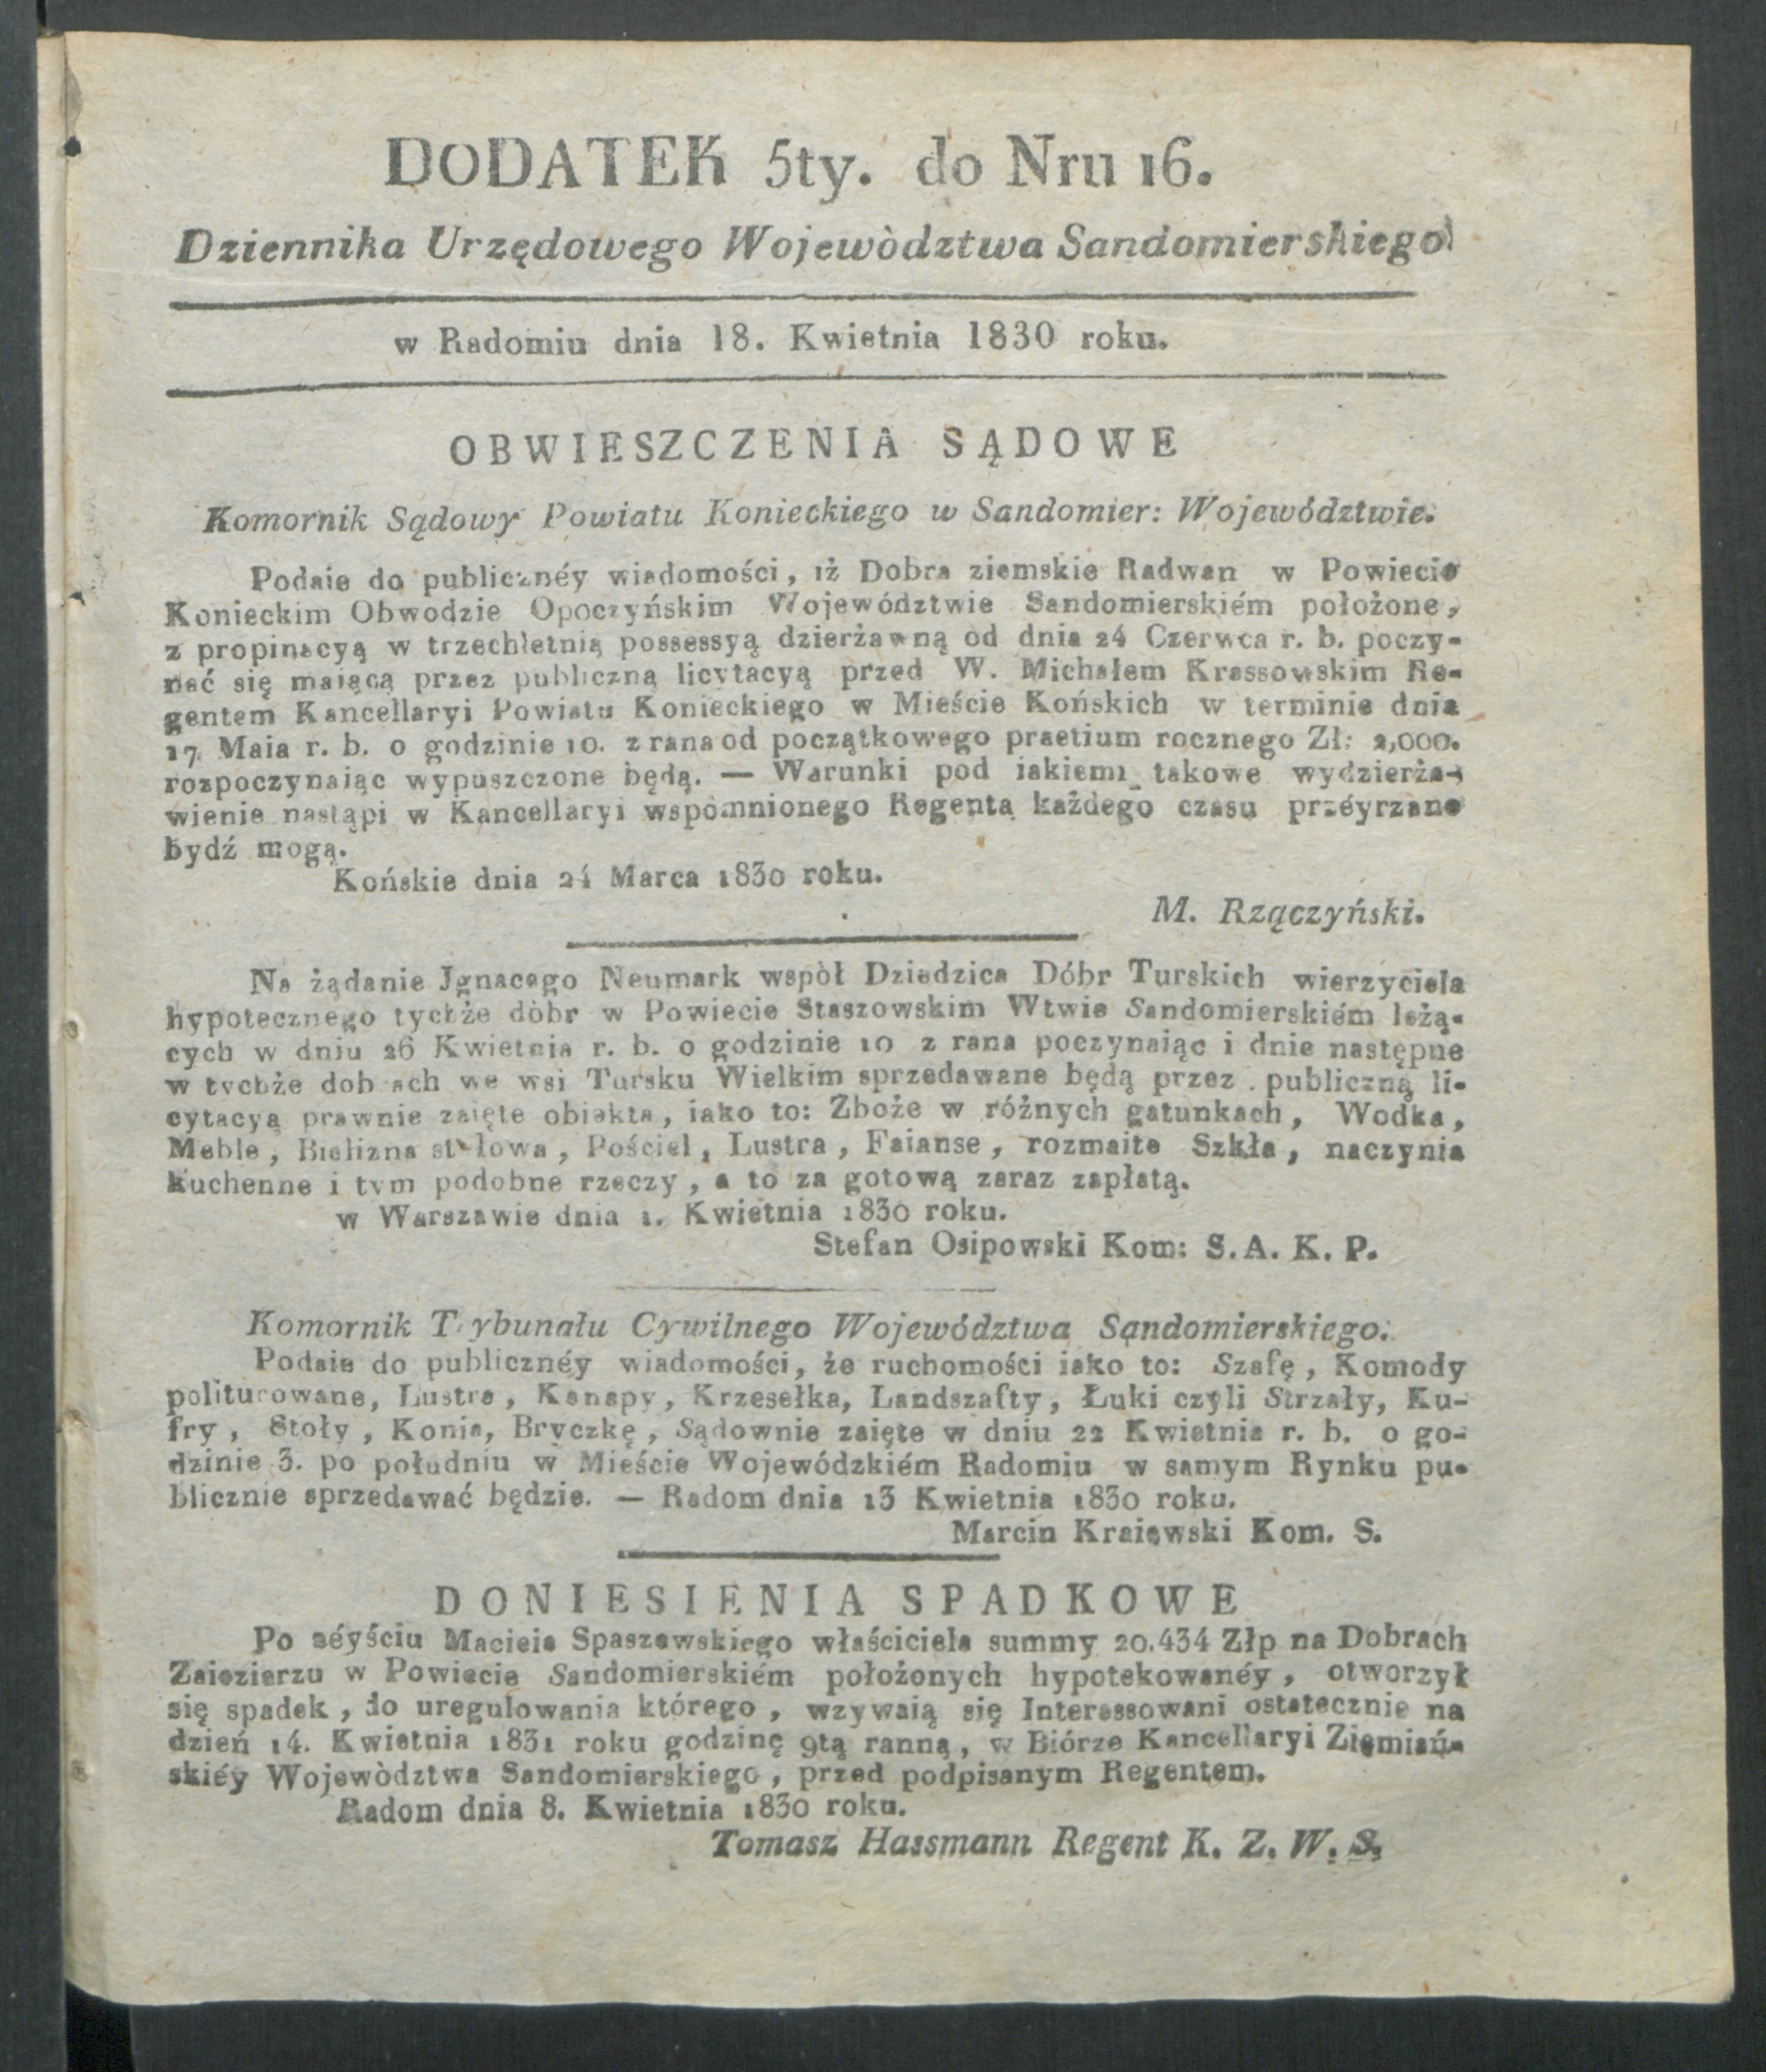 DODATEK 5ty. do Nru 16.
Dziennika Urzędowego Wojewòdztwa Sandomierskiego
w Radomiu dnia 18. Kwietnia 1830 roku.
OBWIESZCZENIA SĄDOWE
Komornik Sądowy Powiatu Konieckiego w Sandomier: Województwie.
Podaie do publicznéy wiadomości, iż Dobra ziemskie Radwan w Powiecie
Konieckim Obwodzie Opoczyńskim Województwie Sandomierskiém położone,
z propinacyą w trzechletnią possessyą dzierżawną od dnia 24 Czerwca r. b. poczy-
nać się maiącą przez publiczną licytacyą przed W. Michałem Krassowskim Re-
gentem Kancellaryi Powiatu Konieckiego w Mieście Końskich w terminie dnia
17. Maia r. b. o godzinie 10. z rana od początkowego praetium rocznego Zł: 2,000.
rozpoczynaiąc wypuszczone będą. — Warunki pod iakiemi takowe wydzierża-
wienie nastąpi w Kancellaryi wspomnionego Regenta każdego czasu przéyrzane
bydź mogą.
Końskie dnia 24 Marca 1830 roku.
M. Rzączyński.
Na żądanie Jgnacego Neumark wspòł Dziedzica Dóbr Turskich wierzyciela
hypotecznego tychże dòbr w Powiecie Staszowskim Wtwie Sandomierskiém leżą-
cych w dniu 26 Kwietnia r. b. o godzinie 10 z rana poczynaiąc i dnie następne
w tychże dobrach we wsi Tursku Wielkim sprzedawane będą przez publiczną li-
cytacyą prawnie zaięte obiekta, iako to: Zboże w różnych gatunkach, Wodka,
Meble, Bielizna stołowa, Pościel, Lustra, Faianse, rozmaite Szkła, naczynia
kuchenne i tym podobne rzeczy, a to za gotową zaraz zapłatą.
w Warszawie dnia 1. Kwietnia 1830 roku.
Stefan Osipowski Kom: S. A. K. P.
Komornik Trybunału Cywilnego Województwa Sandomierskiego.
Podaie do publicznéy wiadomości, że ruchomości iako to: Szafę, Komody
politurowane, Lustra, Kanapy, Krzesełka, Landszafty, Łuki czyli Strzały, Ku-
fry, Stoły, Konia, Bryczkę, Sądownie zaięte w dniu 22 Kwietnia r. b. o go-
dzinie 3. po południu w Mieście Wojewódzkiém Radomiu w samym Rynku pu-
blicznie sprzedawać będzie. — Radom dnia 13 Kwietnia 1830 roku.
Marcin Kraiewski Kom. S.
DONIESIENIA SPADKOWE
Po zéyściu Macieia Spaszewskiego właściciela summy 20.434 Złp na Dobrach
Zaiezierzu w Powiecie Sandomierskiém położonych hypotekowanéy, otworzył
się spadek, do uregulowania którego, wzywaią się Interessowani ostatecznie na
dzień 14. Kwietnia 1831 roku godzinę 9tą ranną, w Biórze Kancellaryi Ziemiań-
skiéy Wojewòdztwa Sandomierskiego, przed podpisanym Regentem.
Radom dnia 8. Kwietnia 1830 roku.
Tomasz Hassmann Regent K. Z. W. S.